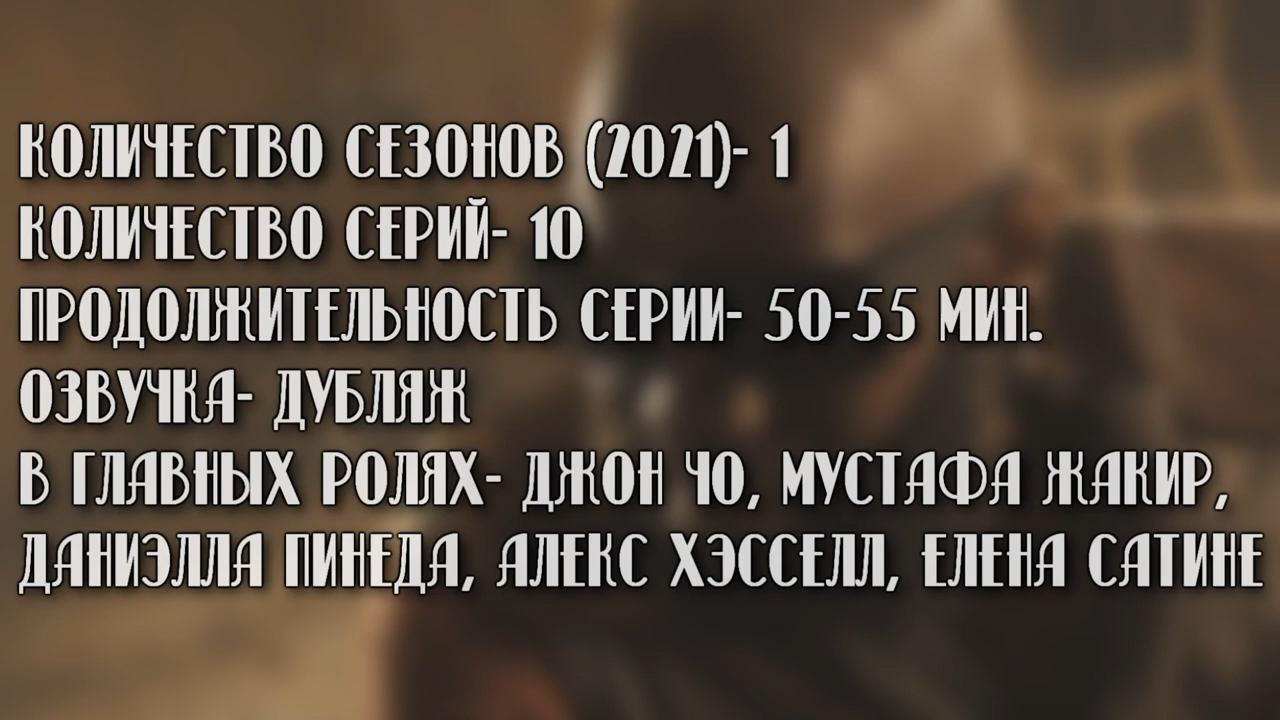 КОЛИЧЕСТВО СЕЗОНОВ (2021)- 1
КОЛИЧЕСТВО СЕРИЙ- 10
ПРОДОЛЖИТЕЛЬНОСТЬ СЕРИИ- 50-55 МИН.
ОЗВУЧКА- ДУБЛЯЖ
В ГЛАВНЫХ РОЛЯХ- ДЖОН ЧО, МУСТАФА ЖАКИР,
ДАНИЭЛЛА ПИНЕДА, АЛЕКС ХЭССЕЛЛ, ЕЛЕНА САТИНЕ